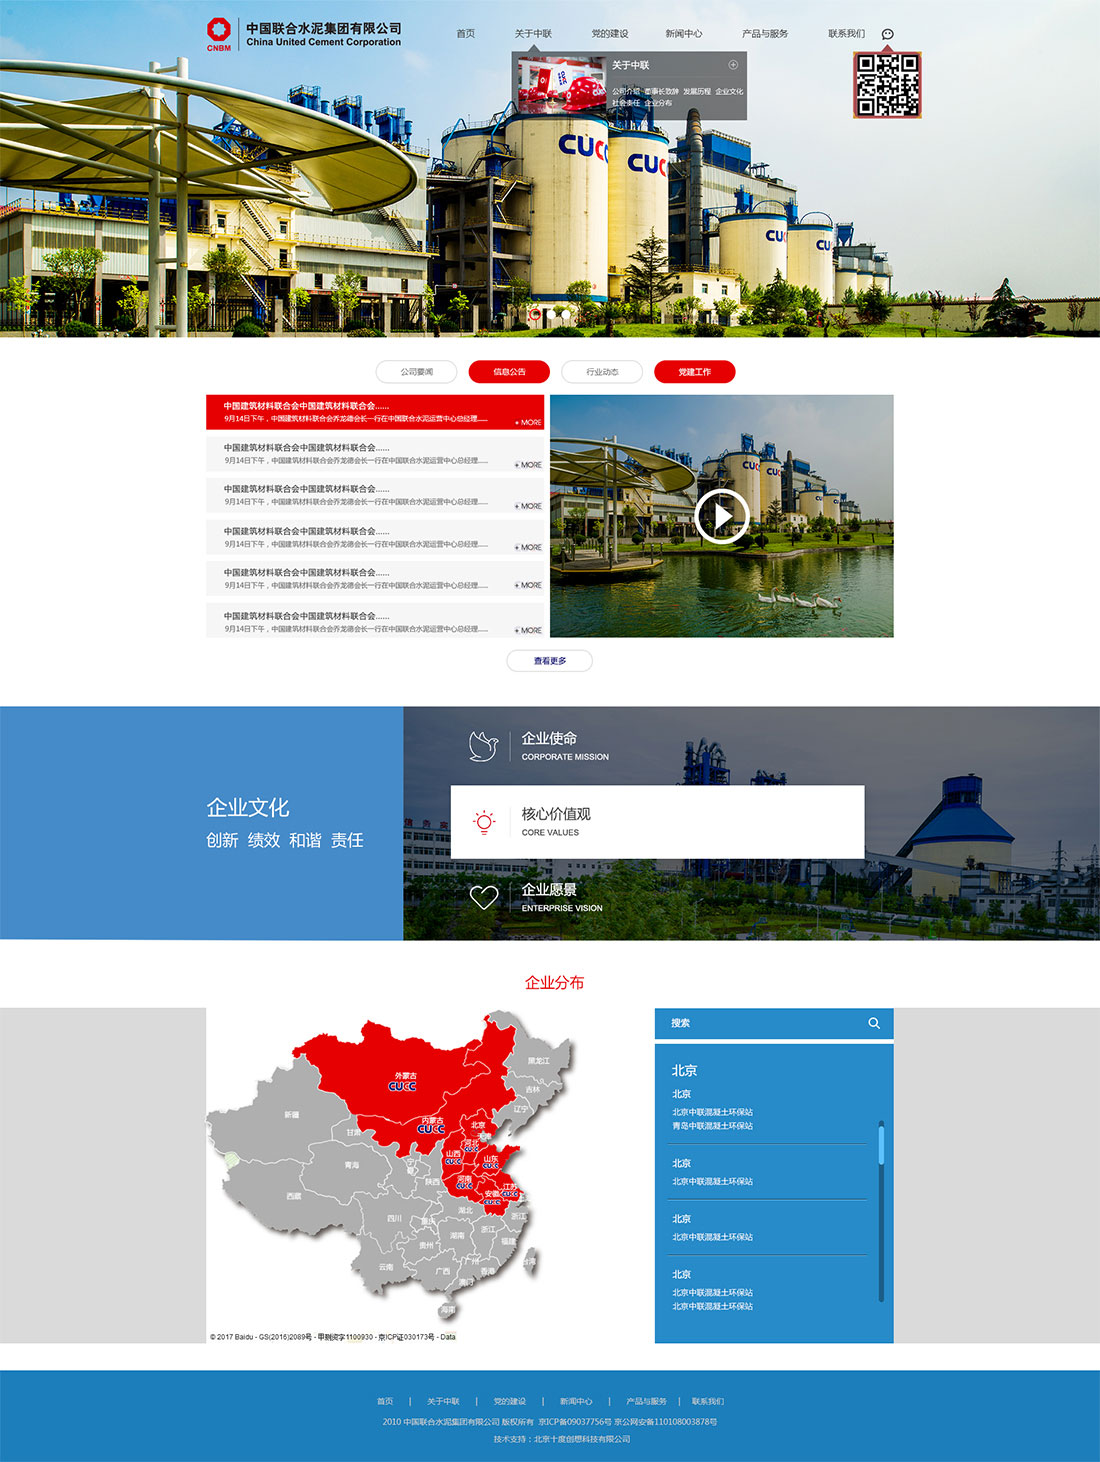 中国联合水泥集团有限公司
CNBM China United Cement Corporation
首页 关于中联 党的建设 新闻中心 产品与服务 联系我们
关于中联
公司介绍 董事长致辞 发展历程 企业文化
社会责任 企业分布
CUCC
CUCC
CUCC
CUCC
公司要闻 信息公告 行业动态 党建工作
中国建筑材料联合会中国建筑材料联合会......
9月14日下午，中国建筑材料联合会乔龙德会长一行在中国联合水泥运营中心总经理......
+ MORE
中国建筑材料联合会中国建筑材料联合会......
9月14日下午，中国建筑材料联合会乔龙德会长一行在中国联合水泥运营中心总经理......
+ MORE
中国建筑材料联合会中国建筑材料联合会......
9月14日下午，中国建筑材料联合会乔龙德会长一行在中国联合水泥运营中心总经理......
+ MORE
中国建筑材料联合会中国建筑材料联合会......
9月14日下午，中国建筑材料联合会乔龙德会长一行在中国联合水泥运营中心总经理......
+ MORE
中国建筑材料联合会中国建筑材料联合会......
9月14日下午，中国建筑材料联合会乔龙德会长一行在中国联合水泥运营中心总经理......
+ MORE
中国建筑材料联合会中国建筑材料联合会......
9月14日下午，中国建筑材料联合会乔龙德会长一行在中国联合水泥运营中心总经理......
+ MORE
CUCC CUCC
查看更多
企业文化
创新 绩效 和谐 责任
企业使命
CORPORATE MISSION
核心价值观
CORE VALUES
企业愿景
ENTERPRISE VISION
企业分布
黑龙江
外蒙古
CUCC
吉林
辽宁
新疆
内蒙古
CUCC
北京
甘肃
河北
CUCC
山西
CUCC
山东
CUCC
青海
宁夏
陕西
河南
CUCC
江苏
CUCC
安徽
CUCC
西藏
湖北
四川
重庆
浙江
浙江
湖南
贵州
福建
云南
广西
广州
香港
台湾
澳门
海南
© 2017 Baidu - GS(2016)2089号 - 甲测资字1100930 - 京ICP证030173号 - Data
搜索
北京
北京
北京中联混凝土环保站
青岛中联混凝土环保站
北京
北京中联混凝土环保站
北京
北京中联混凝土环保站
北京
北京中联混凝土环保站
北京中联混凝土环保站
首页 | 关于中联 | 党的建设 | 新闻中心 | 产品与服务 | 联系我们
2010 中国联合水泥集团有限公司 版权所有 京ICP备09037756号 京公网安备110108003878号
技术支持：北京十度创想科技有限公司